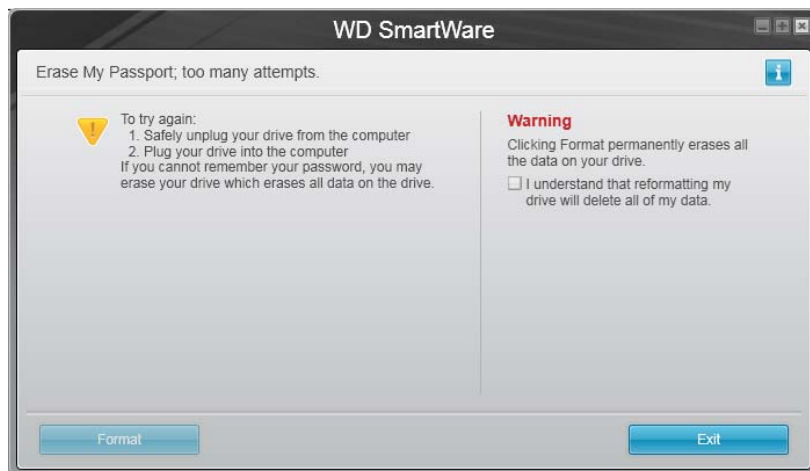 WD SmartWare
Erase My Passport; too many attempts.
To try again:
1. Safely unplug your drive from the computer
2. Plug your drive into the computer
If you cannot remember your password, you may
erase your drive which erases all data on the drive.
Warning
Clicking Format permanently erases all
the data on your drive.
I understand that reformatting my
drive will delete all of my data.
Format
Exit